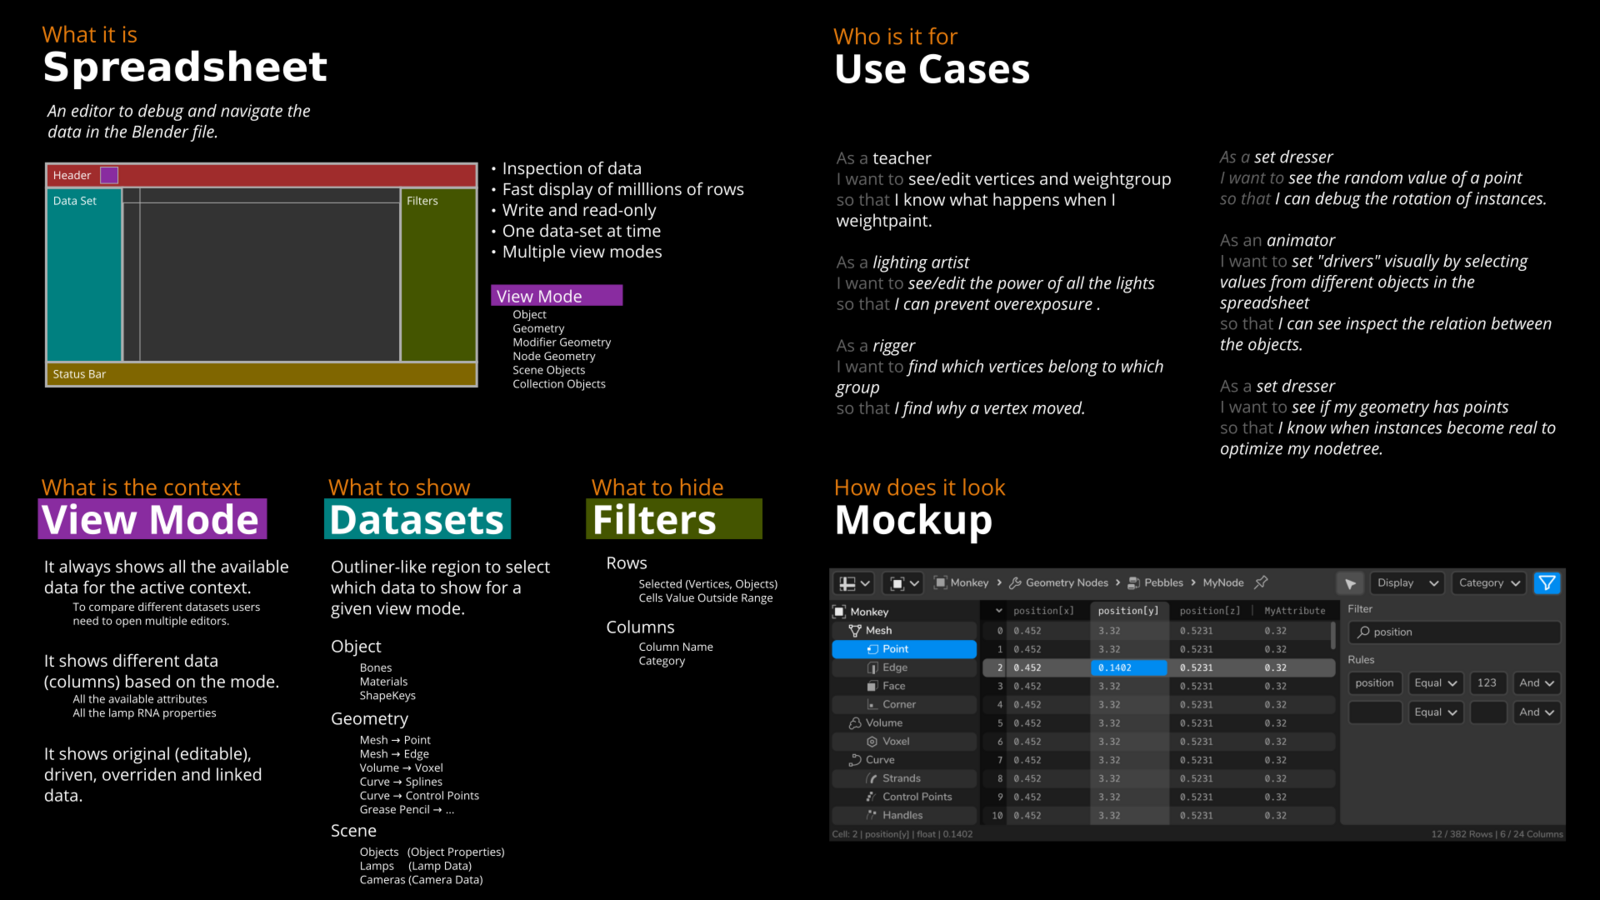 What it is
Spreadsheet
An editor to debug and navigate the
data in the Blender file.
Header
Data Set
Filters
Status Bar
• Inspection of data
• Fast display of milllions of rows
• Write and read-only
• One data-set at time
• Multiple view modes
View Mode
Object
Geometry
Modifier Geometry
Node Geometry
Scene Objects
Collection Objects
Who is it for
Use Cases
As a teacher
I want to see/edit vertices and weightgroup
so that I know what happens when I
weightpaint.
As a lighting artist
I want to see/edit the power of all the lights
so that I can prevent overexposure .
As a rigger
I want to find which vertices belong to which
group
so that I find why a vertex moved.
As a set dresser
I want to see the random value of a point
so that I can debug the rotation of instances.
As an animator
I want to set "drivers" visually by selecting
values from different objects in the
spreadsheet
so that I can see inspect the relation between
the objects.
As a set dresser
I want to see if my geometry has points
so that I know when instances become real to
optimize my nodetree.
What is the context
View Mode
It always shows all the available
data for the active context.
To compare different datasets users
need to open multiple editors.
It shows different data
(columns) based on the mode.
All the available attributes
All the lamp RNA properties
It shows original (editable),
driven, overriden and linked
data.
What to show
Datasets
Outliner-like region to select
which data to show for a
given view mode.
Object
Bones
Materials
ShapeKeys
Geometry
Mesh → Point
Mesh → Edge
Volume → Voxel
Curve → Splines
Curve → Control Points
Grease Pencil → ...
Scene
Objects (Object Properties)
Lamps (Lamp Data)
Cameras (Camera Data)
What to hide
Filters
Rows
Selected (Vertices, Objects)
Cells Value Outside Range
Columns
Column Name
Category
How does it look
Mockup
Monkey > Geometry Nodes > Pebbles > MyNode Display Category
Monkey
Mesh
Point
Edge
Face
Corner
Volume
Voxel
Curve
Strands
Control Points
Handles
position[x] position[y] position[z] MyAttribute
0 0.452 3.32 0.5231 0.32
1 0.452 3.32 0.5231 0.32
2 0.452 0.1402 0.5231 0.32
3 0.452 3.32 0.5231 0.32
4 0.452 3.32 0.5231 0.32
5 0.452 3.32 0.5231 0.32
6 0.452 3.32 0.5231 0.32
7 0.452 3.32 0.5231 0.32
8 0.452 3.32 0.5231 0.32
9 0.452 3.32 0.5231 0.32
10 0.452 3.32 0.5231 0.32
Filter
position
Rules
position Equal 123 And
Equal And
Cell: 2 | position[y] | float | 0.1402
12 / 382 Rows | 6 / 24 Columns